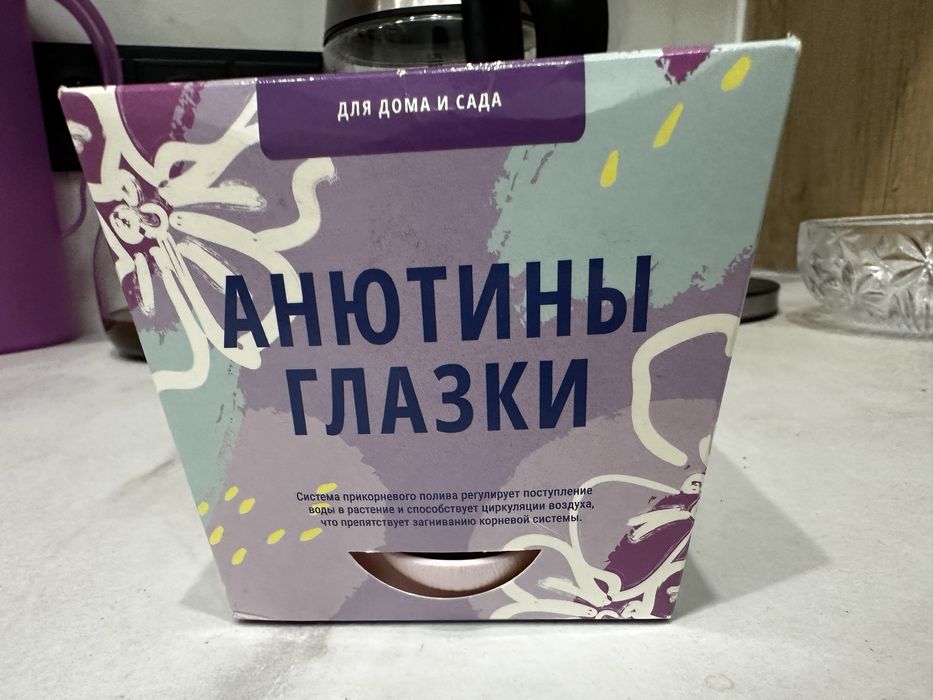 ДЛЯ ДОМА И САДА
АНЮТИНЫ
ГЛАЗКИ
Система прикорневого полива регулирует поступление
воды в растение и способствует циркуляции воздуха,
что препятствует загниванию корневой системы.